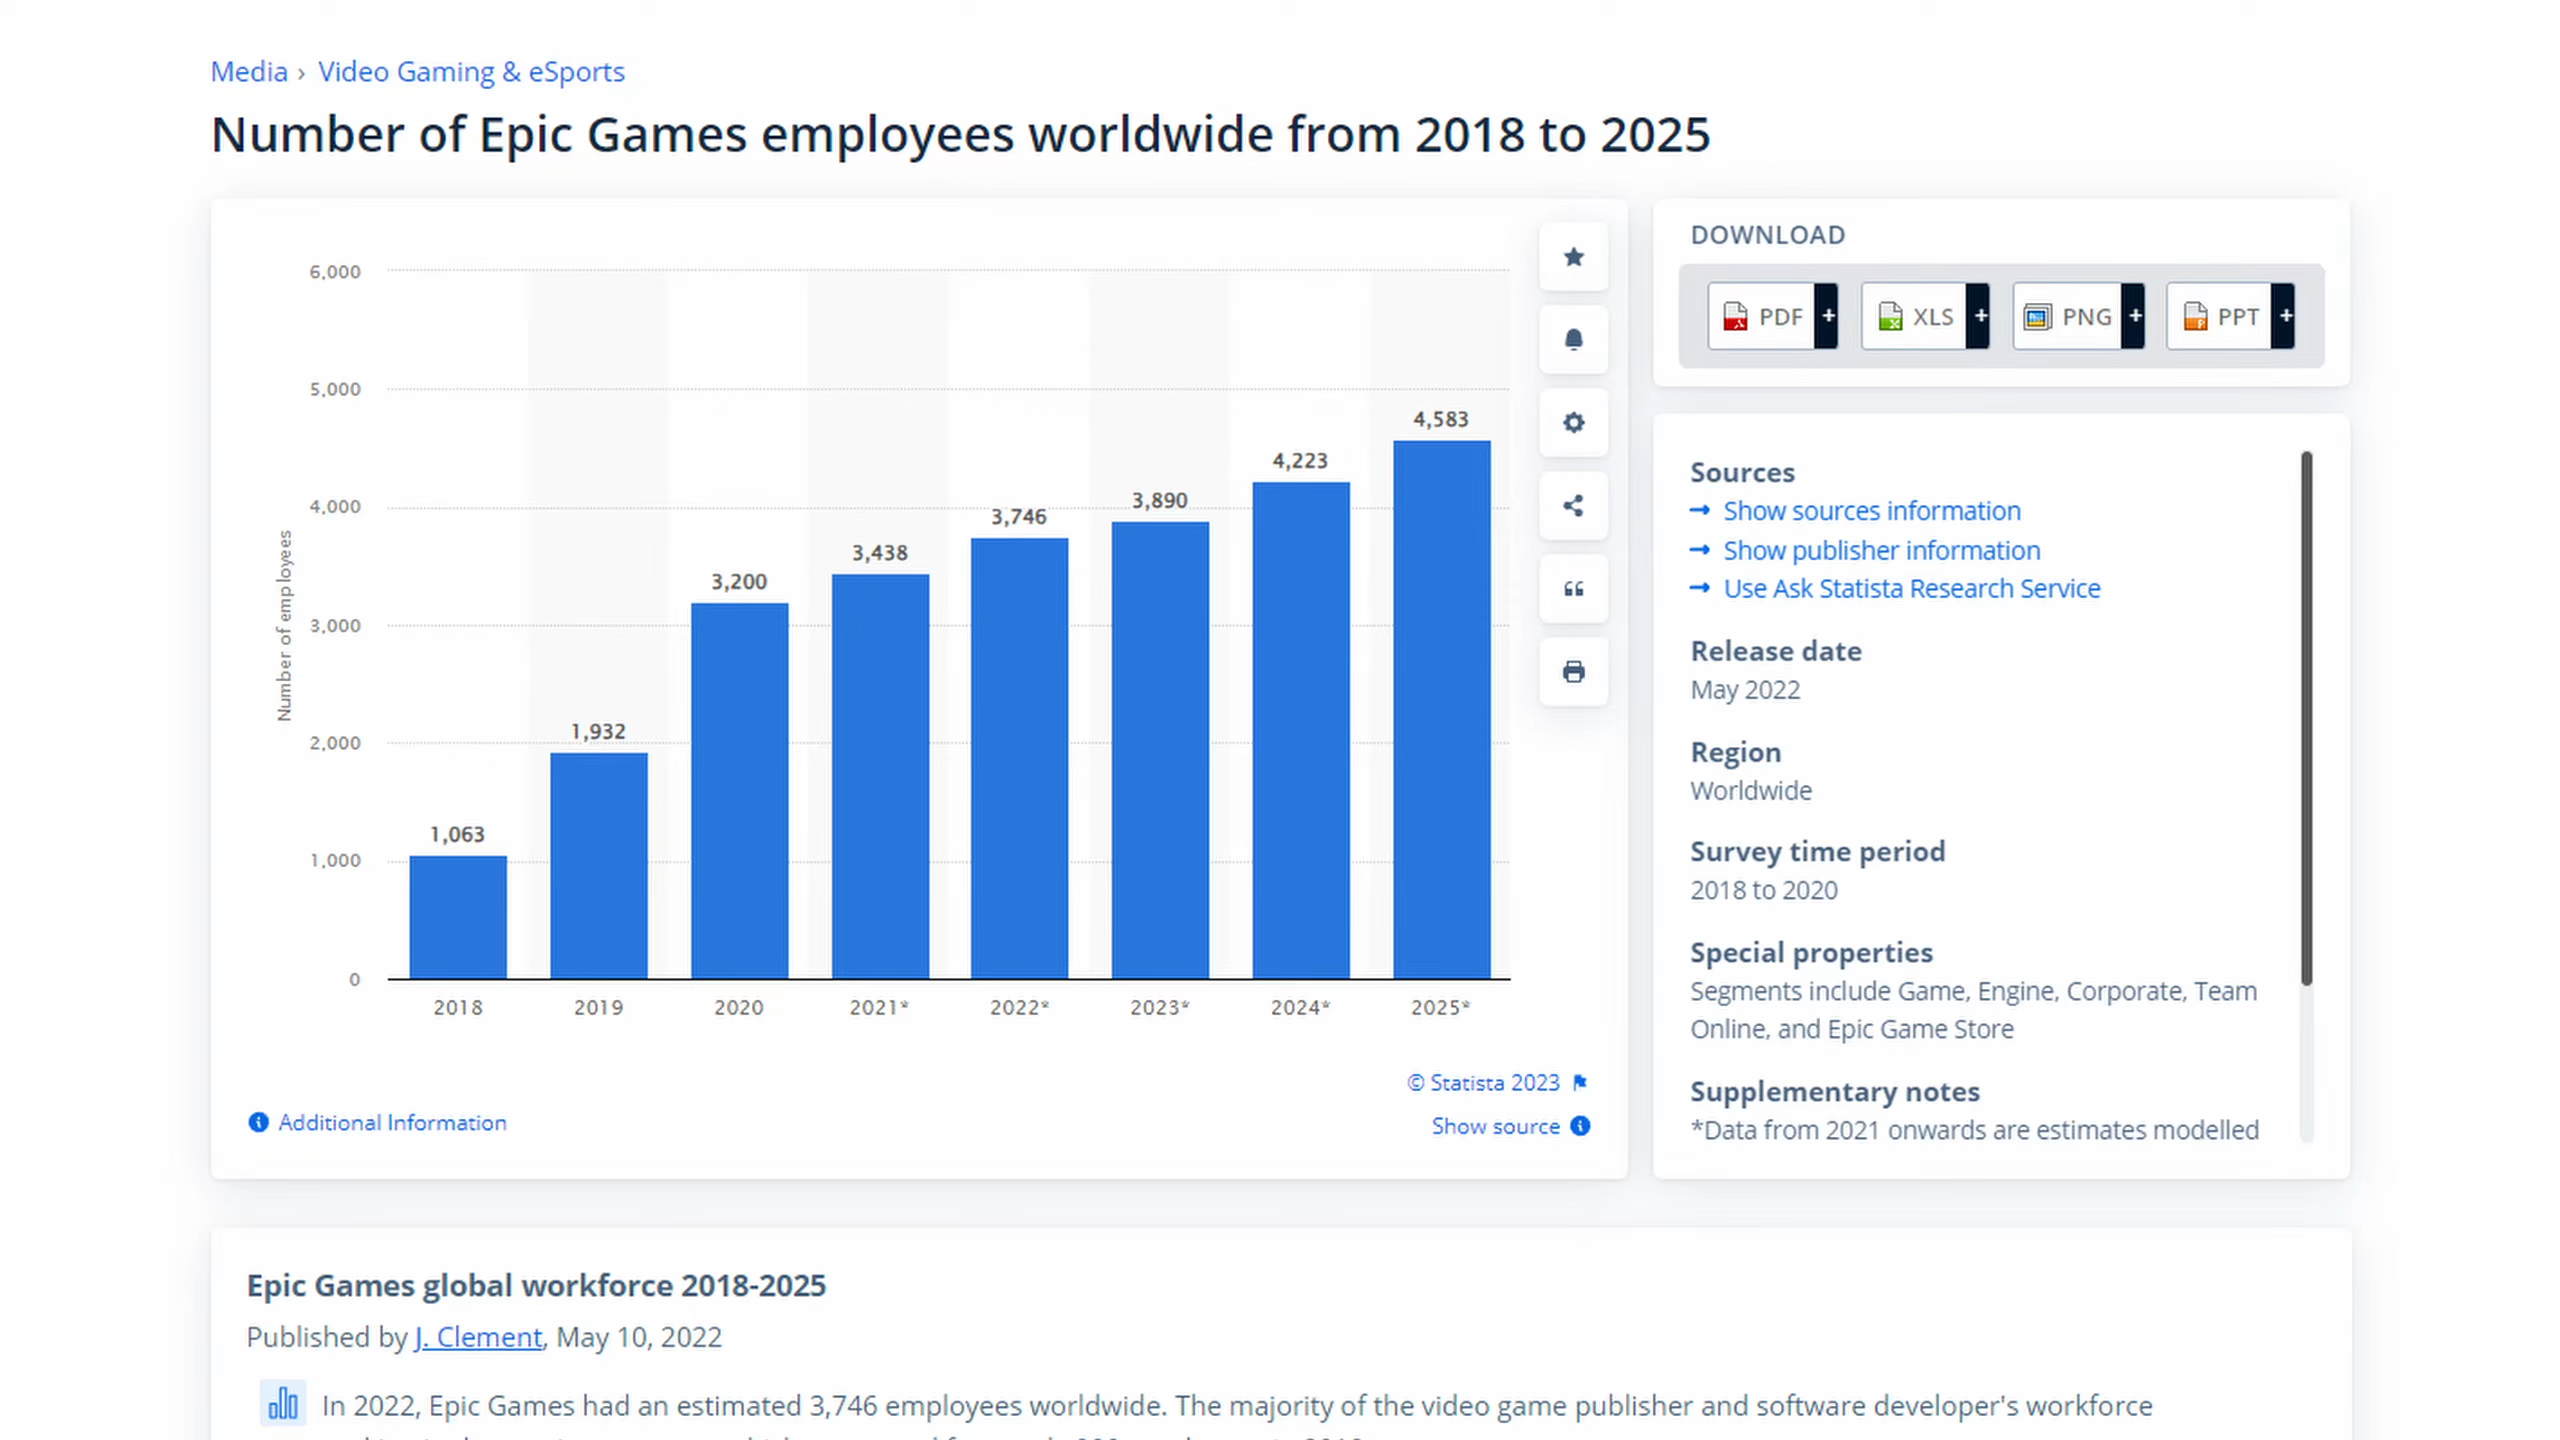 Media › Video Gaming & eSports
Number of Epic Games employees worldwide from 2018 to 2025
Number of employees
6,000
5,000
4,000
3,000
2,000
1,000
0
1,063
1,932
3,200
3,438
3,746
3,890
4,223
4,583
2018 2019 2020 2021* 2022* 2023* 2024* 2025*
© Statista 2023
Additional Information
Show source
DOWNLOAD
PDF + XLS + PNG + PPT +
Sources
→ Show sources information
→ Show publisher information
→ Use Ask Statista Research Service
Release date
May 2022
Region
Worldwide
Survey time period
2018 to 2020
Special properties
Segments include Game, Engine, Corporate, Team
Online, and Epic Game Store
Supplementary notes
*Data from 2021 onwards are estimates modelled
Epic Games global workforce 2018-2025
Published by J. Clement, May 10, 2022
In 2022, Epic Games had an estimated 3,746 employees worldwide. The majority of the video game publisher and software developer's workforce